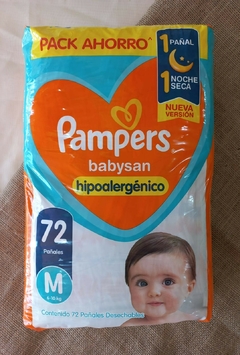 PACK AHORRO
1 PAÑAL
1 NOCHE
SECA
NUEVA
VERSIÓN
Pampers
babysan
hipoalergénico
72
Pañales
M
Contenido 72 Pañales Desechables